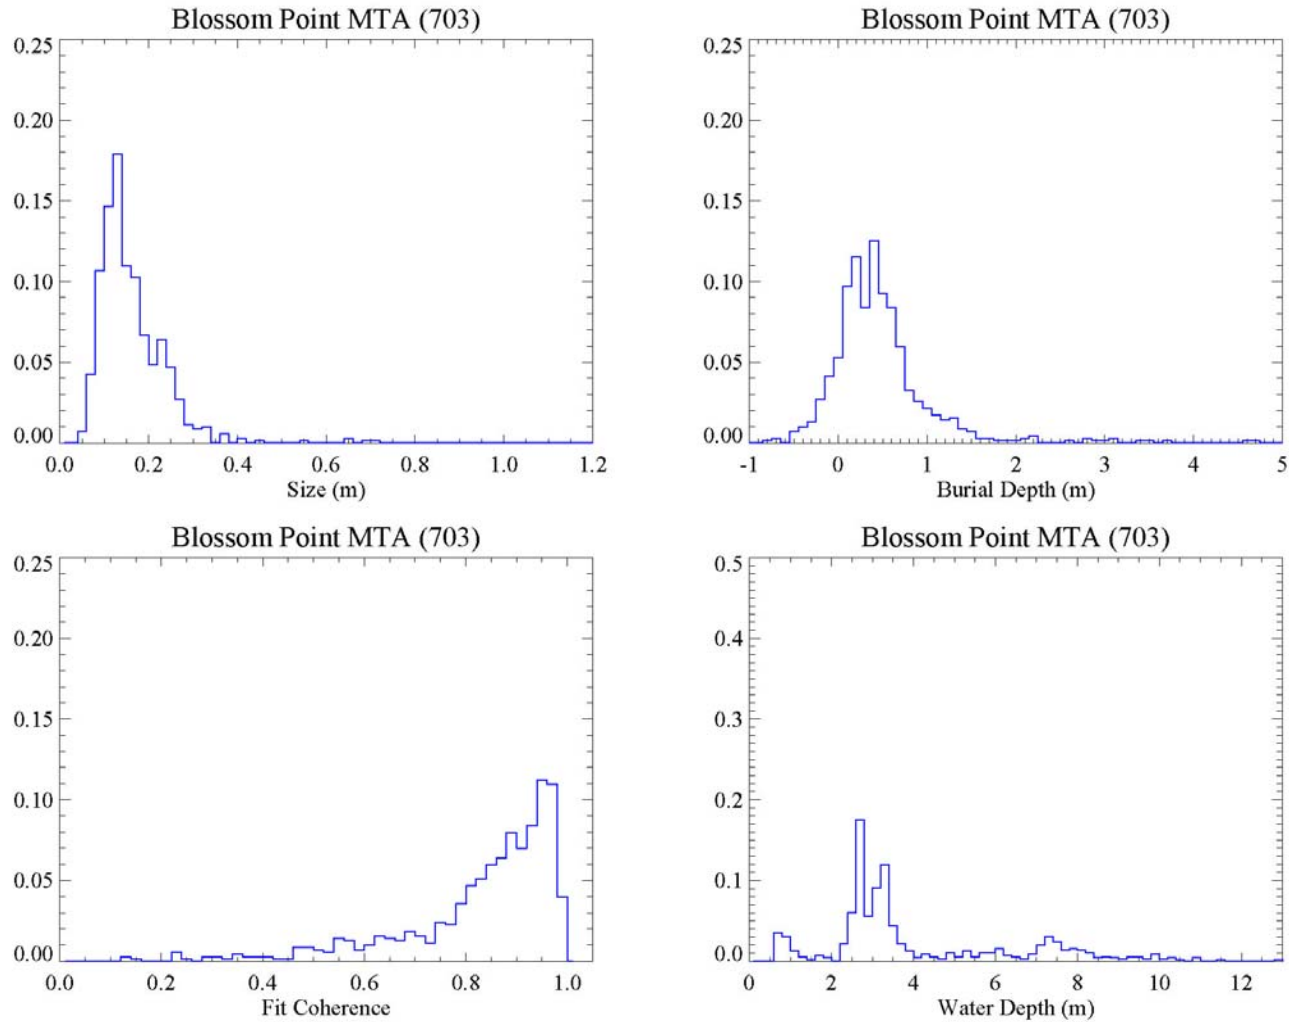 Blossom Point MTA (703)
0.25
0.20
0.15
0.10
0.05
0.00
0.0 0.2 0.4 0.6 0.8 1.0 1.2
Size (m)
Blossom Point MTA (703)
0.25
0.20
0.15
0.10
0.05
0.00
-1 0 1 2 3 4 5
Burial Depth (m)
Blossom Point MTA (703)
0.25
0.20
0.15
0.10
0.05
0.00
0.0 0.2 0.4 0.6 0.8 1.0
Fit Coherence
Blossom Point MTA (703)
0.5
0.4
0.3
0.2
0.1
0.0
0 2 4 6 8 10 12
Water Depth (m)